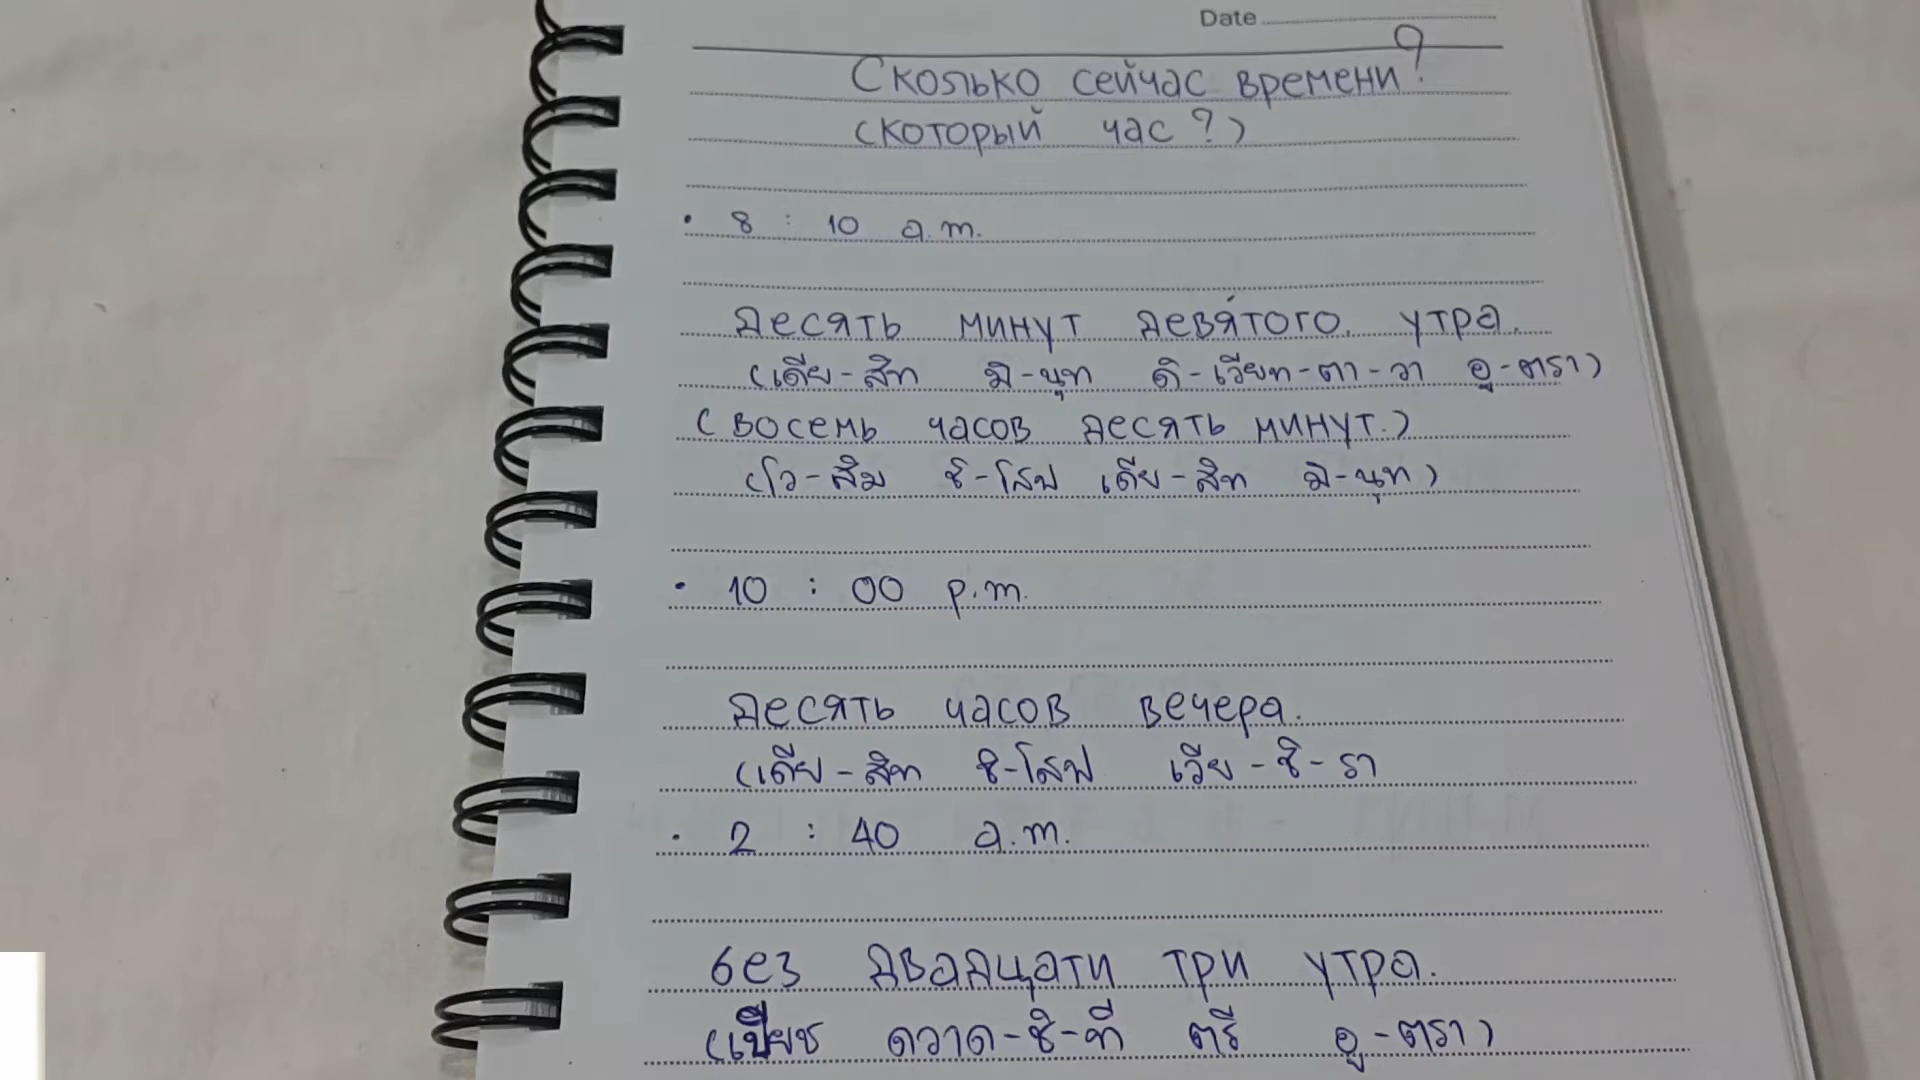 Date
Сколько сейчас времени?
(который час?)
• 8 : 10 a.m.
Десять минут девя́того утра.
(เดีย-สิท มิ-นุท ดิ-เวียท-ตา-วา อู-ตรา)
(восемь часов десять минут.)
(โว-สิม ชิ-โสฟ เดีย-สิท มิ-นุท)
• 10 : 00 p.m.
Десять часов вечера.
(เดีย-สิท ชิ-โสฟ เวีย-ชิ-รา
• 2 : 40 a.m.
без двадцати три утра.
(เบียซ ดวาด-ซิ-ที ตรี อู-ตรา)